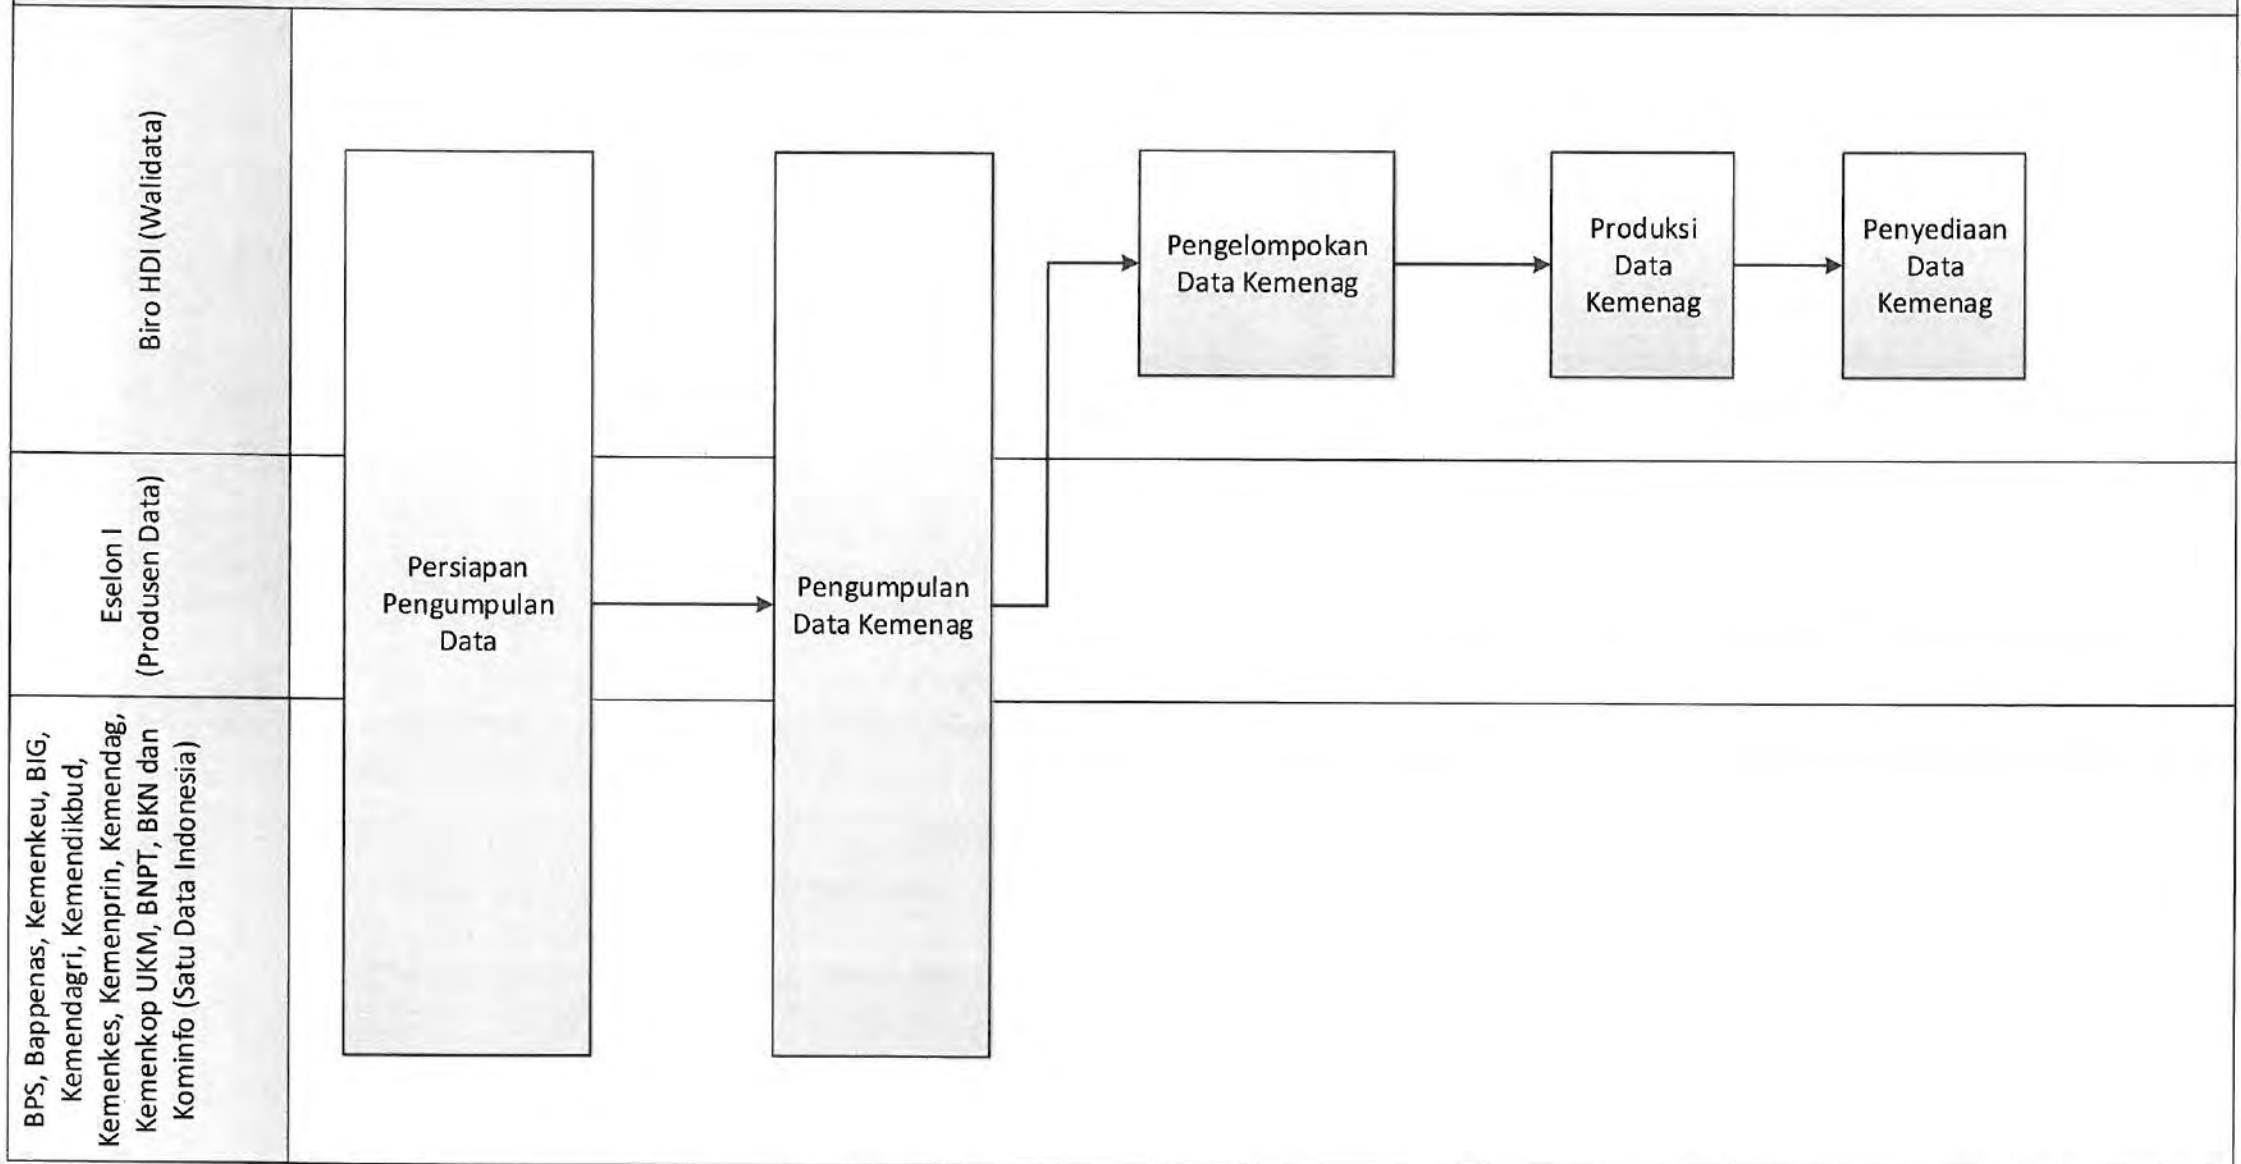 Biro HDI (Walidata)
Persiapan
Pengumpulan
Data
Pengumpulan
Data Kemenag
Pengelompokan
Data Kemenag
Produksi
Data
Kemenag
Penyediaan
Data
Kemenag
Eselon I
(Produsen Data)
BPS, Bappenas, Kemenkeu, BIG,
Kemendagri, Kemendikbud,
Kemenkes, Kemenprin, Kemendag,
Kemenkop UKM, BNPT, BKN dan
Kominfo (Satu Data Indonesia)